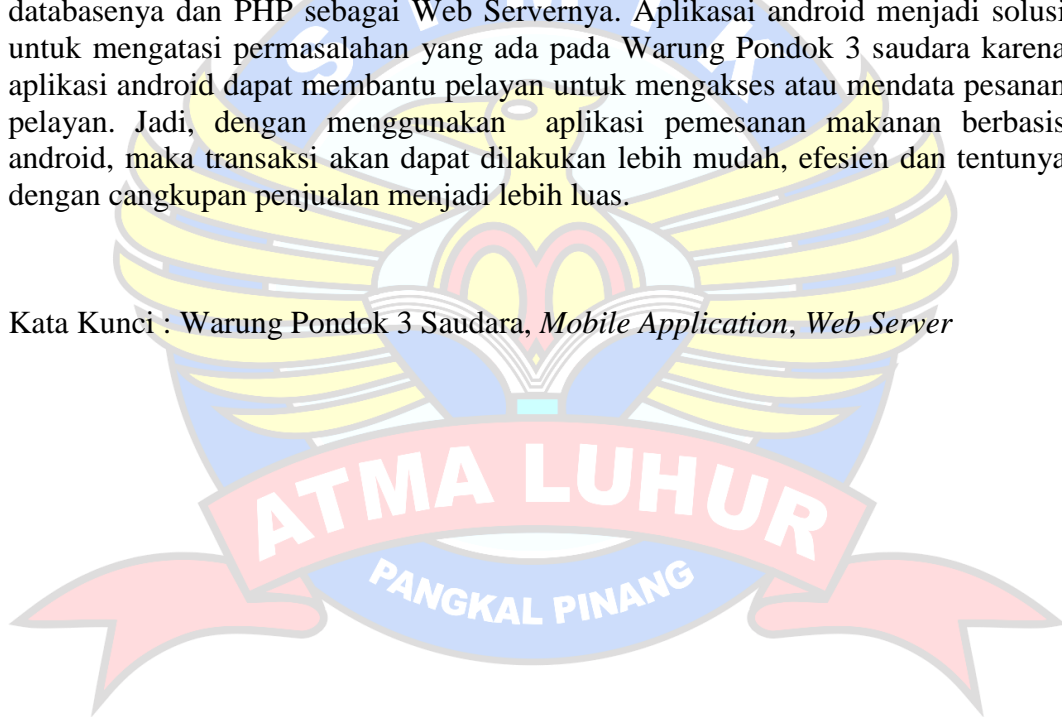 databasenya dan PHP sebagai Web Servernya. Aplikasai android menjadi solusi
untuk mengatasi permasalahan yang ada pada Warung Pondok 3 saudara karena
aplikasi android dapat membantu pelayan untuk mengakses atau mendata pesanan
pelayan. Jadi, dengan menggunakan aplikasi pemesanan makanan berbasis
android, maka transaksi akan dapat dilakukan lebih mudah, efesien dan tentunya
dengan cangkupan penjualan menjadi lebih luas.
Kata Kunci : Warung Pondok 3 Saudara, Mobile Application, Web Server
ATMA LUHUR
PANGKAL PINANG